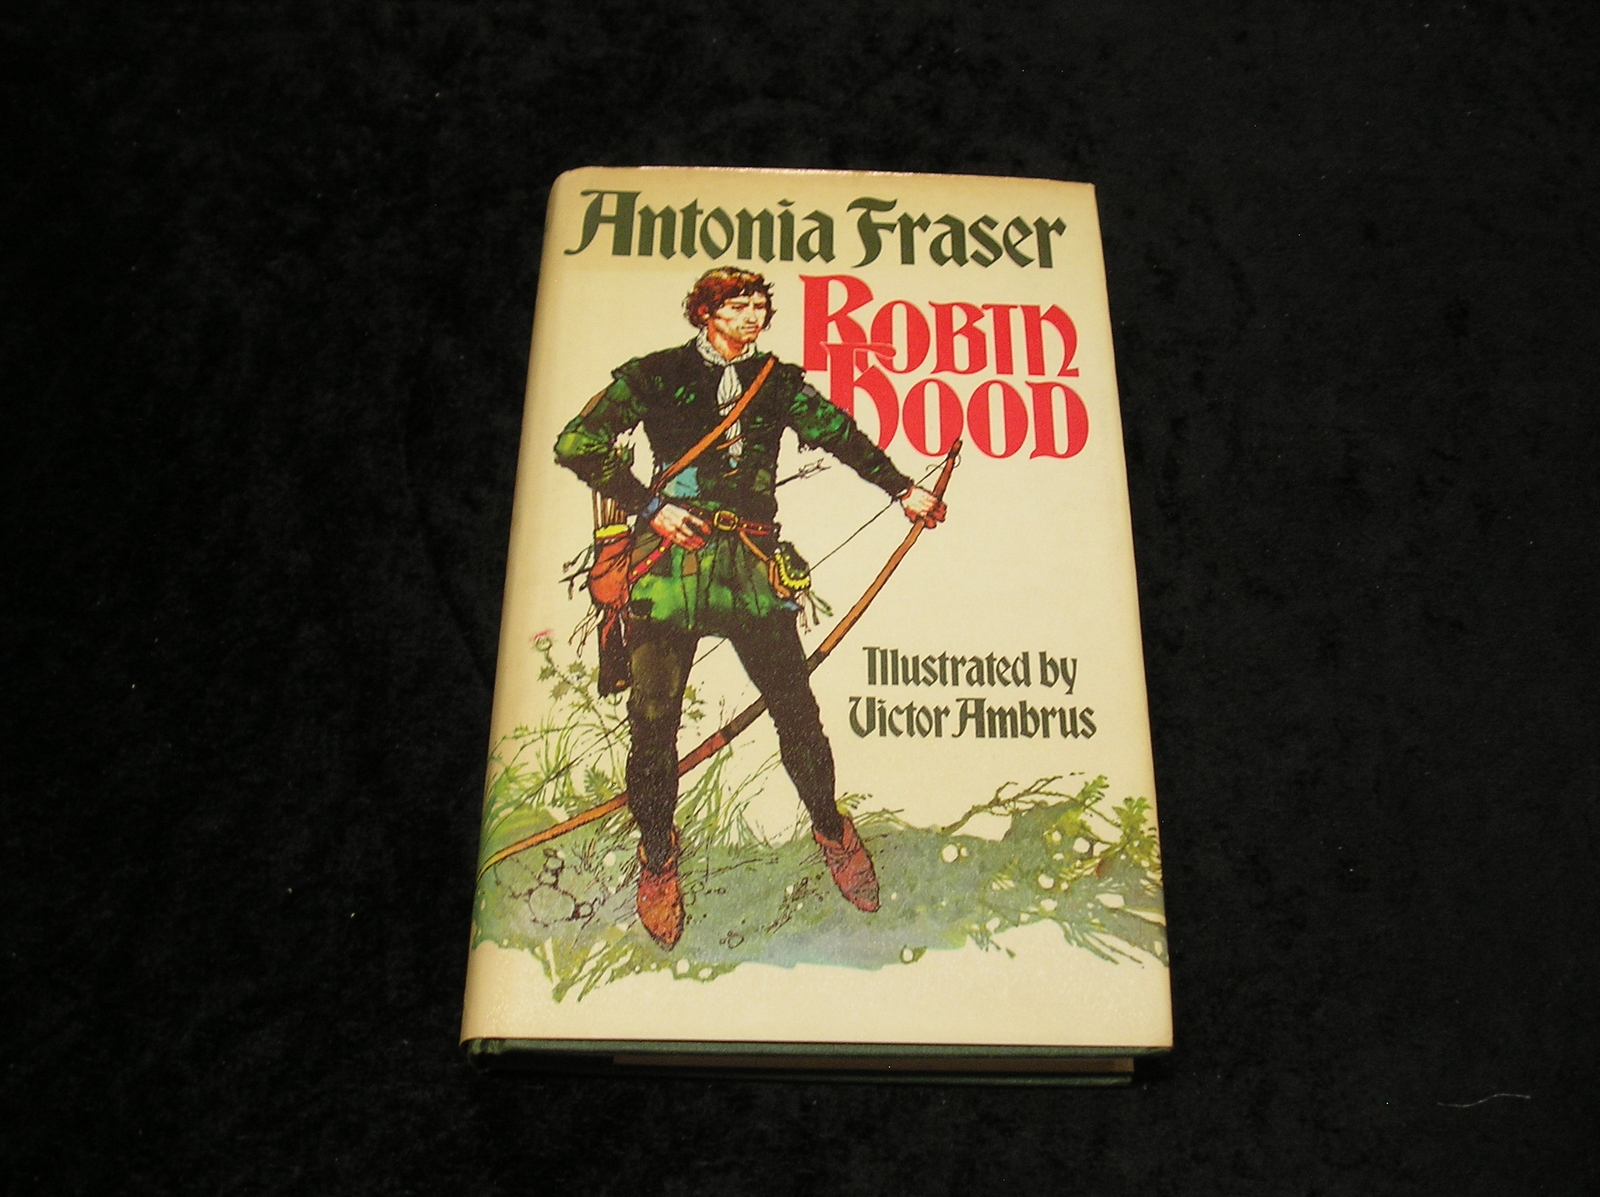 Antonia Fraser
Robin
Hood
Illustrated by
Victor Ambrus